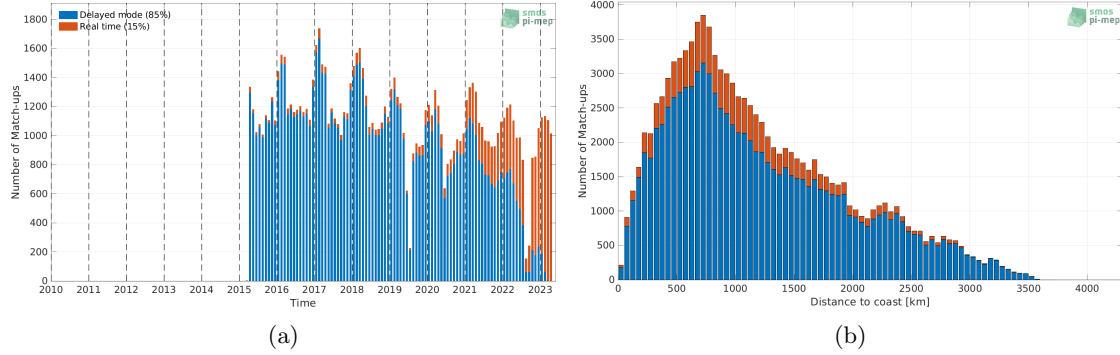 Delayed mode (85%)
Real time (15%)
smos
pi-mep
Number of Match-ups
1800
1600
1400
1200
1000
800
600
400
200
0
2010 2011 2012 2013 2014 2015 2016 2017 2018 2019 2020 2021 2022 2023
Time
(a)
smos
pi-mep
Number of Match-ups
4000
3500
3000
2500
2000
1500
1000
500
0
0 500 1000 1500 2000 2500 3000 3500 4000
Distance to coast [km]
(b)